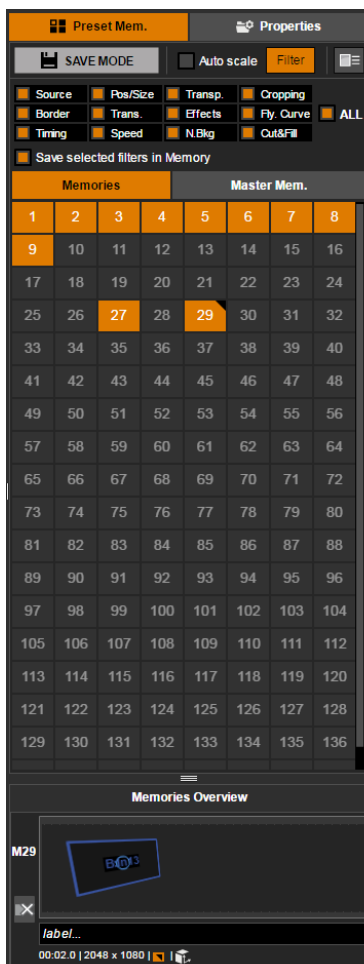 Preset Mem. Properties
SAVE MODE Auto scale Filter
Source Pos/Size Transp. Cropping
Border Trans. Effects Fly. Curve ALL
Timing Speed N.Bkg Cut&Fill
Save selected filters in Memory
Memories Master Mem.
1 2 3 4 5 6 7 8
9 10 11 12 13 14 15 16
17 18 19 20 21 22 23 24
25 26 27 28 29 30 31 32
33 34 35 36 37 38 39 40
41 42 43 44 45 46 47 48
49 50 51 52 53 54 55 56
57 58 59 60 61 62 63 64
65 66 67 68 69 70 71 72
73 74 75 76 77 78 79 80
81 82 83 84 85 86 87 88
89 90 91 92 93 94 95 96
97 98 99 100 101 102 103 104
105 106 107 108 109 110 111 112
113 114 115 116 117 118 119 120
121 122 123 124 125 126 127 128
129 130 131 132 133 134 135 136
Memories Overview
M29
label...
00:02.0 | 2048 x 1080 | |